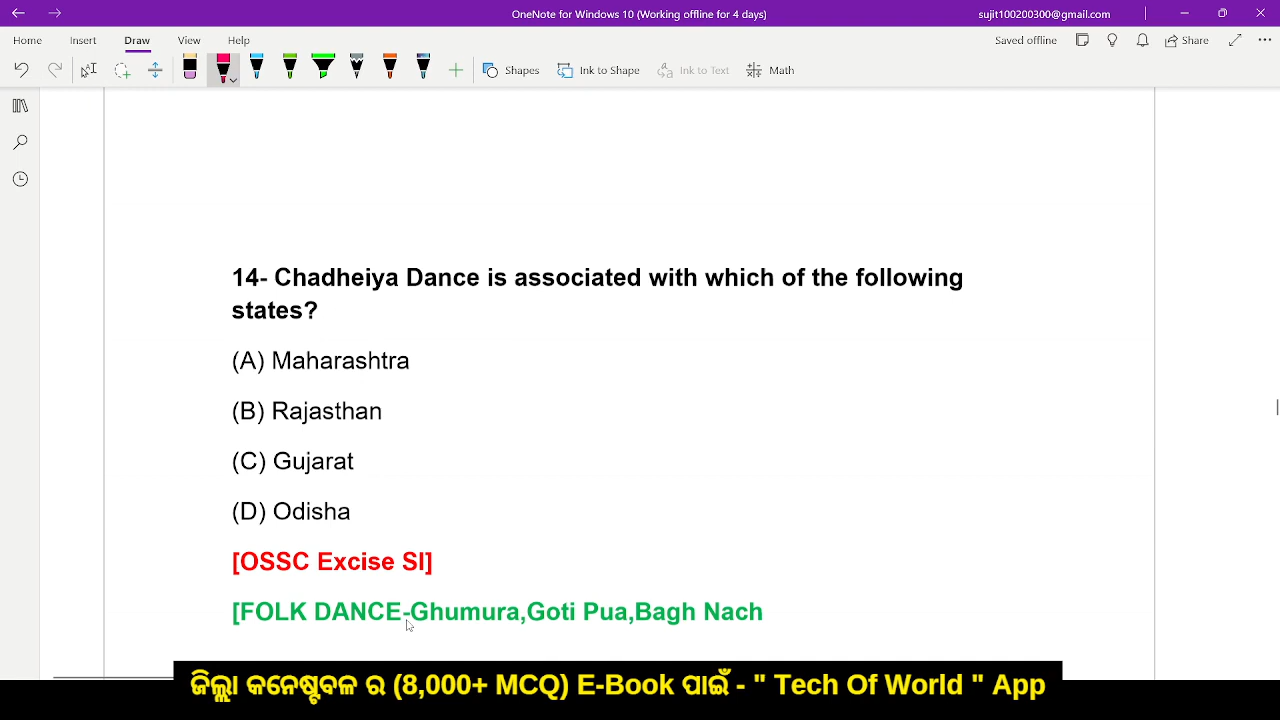 OneNote for Windows 10 (Working offline for 4 days)
sujit100200300@gmail.com
Home Insert Draw View Help
Saved offline
Share
Shapes
Ink to Shape
Ink to Text
Math
14- Chadheiya Dance is associated with which of the following
states?
(A) Maharashtra
(B) Rajasthan
(C) Gujarat
(D) Odisha
[OSSC Excise SI]
[FOLK DANCE-Ghumura,Goti Pua,Bagh Nach
ଜିଲ୍ଲା କନେଷ୍ଟବଳ ର (8,000+ MCQ) E-Book ପାଇଁ - " Tech Of World " App